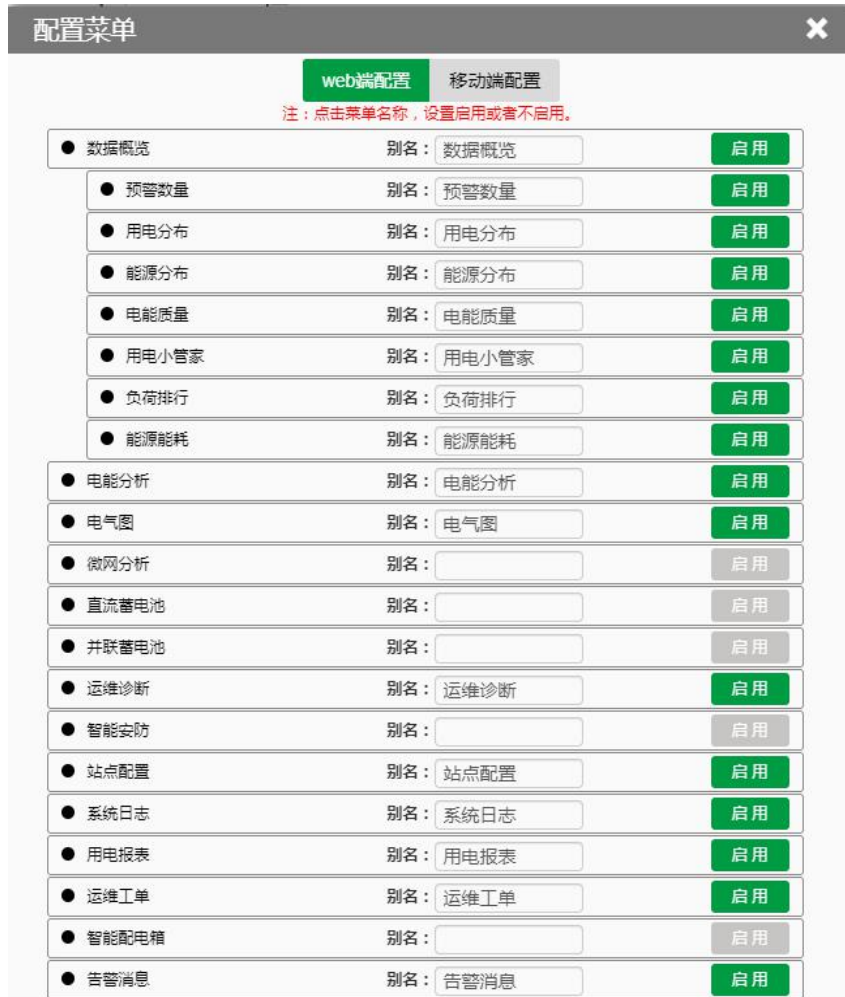 配置菜单
web端配置 移动端配置
注：点击菜单名称，设置启用或者不启用。
数据概览 别名： 数据概览 启用
预警数量 别名： 预警数量 启用
用电分布 别名： 用电分布 启用
能源分布 别名： 能源分布 启用
电能质量 别名： 电能质量 启用
用电小管家 别名： 用电小管家 启用
负荷排行 别名： 负荷排行 启用
能源能耗 别名： 能源能耗 启用
电能分析 别名： 电能分析 启用
电气图 别名： 电气图 启用
微网分析 别名： 启用
直流蓄电池 别名： 启用
并联蓄电池 别名： 启用
运维诊断 别名： 运维诊断 启用
智能安防 别名： 启用
站点配置 别名： 站点配置 启用
系统日志 别名： 系统日志 启用
用电报表 别名： 用电报表 启用
运维工单 别名： 运维工单 启用
智能配电箱 别名： 启用
告警消息 别名： 告警消息 启用